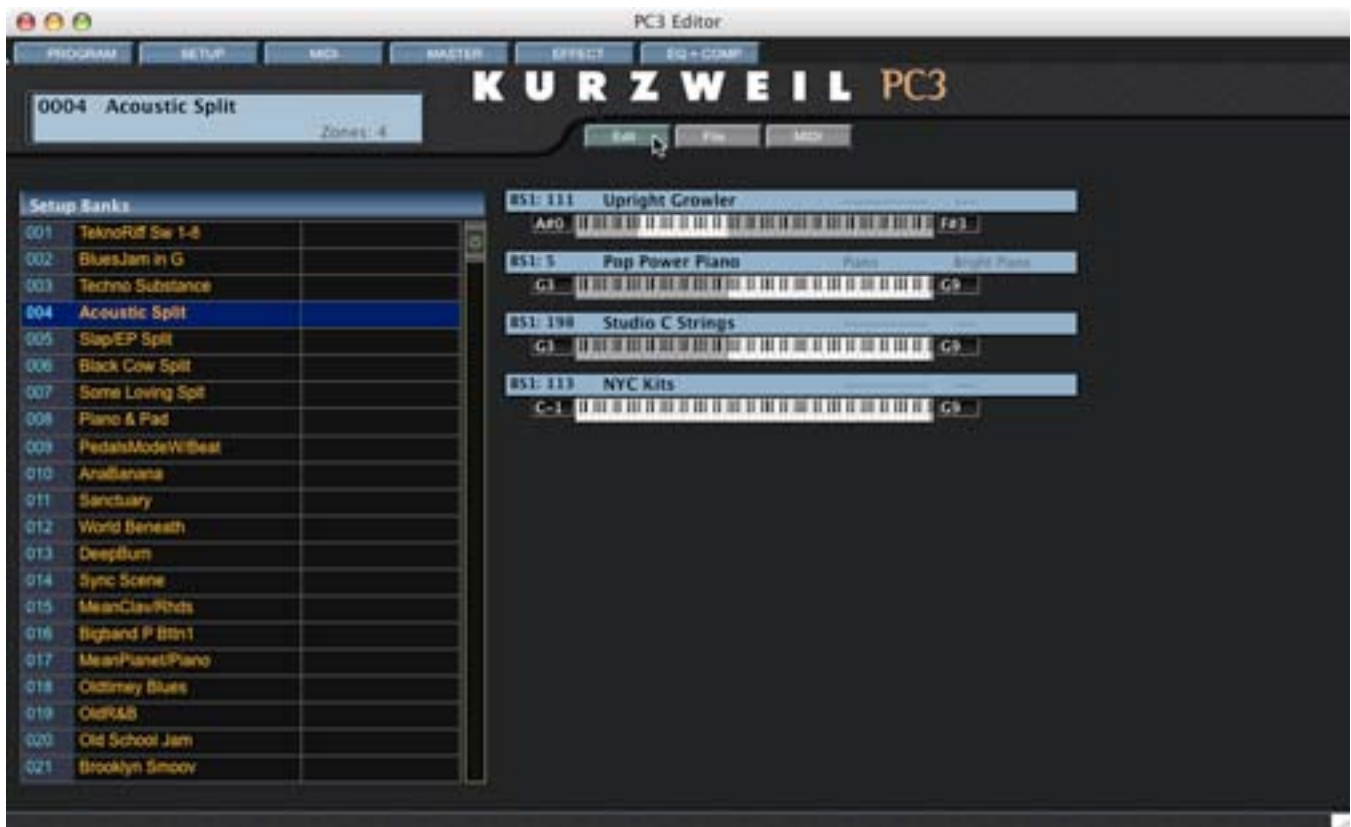 PC3 Editor
PROGRAM SETUP MIDI MASTER EFFECT EQ + COMP
KURZWEIL PC3
0004 Acoustic Split
Zones: 4
Edit File MIDI
Setup Banks
001 TeknoRiff Sw 1-8
002 BluesJam in G
003 Techno Substance
004 Acoustic Split
005 Slap/EP Split
006 Black Cow Split
007 Some Loving Split
008 Piano & Pad
009 PedalsModeW/Beat
010 AnaBanana
011 Sanctuary
012 World Beneath
013 DeepBurn
014 Sync Scene
015 MeanClav/Rhds
016 Bigband P Bttn1
017 MeanPianet/Piano
018 Oldtimey Blues
019 OldR&B
020 Old School Jam
021 Brooklyn Smoov
BS1: 111 Upright Growler
A#0 F#3
BS1: 5 Pop Power Piano Piano Bright Piano
G3 G9
BS1: 198 Studio C Strings
G3 G9
BS1: 113 NYC Kits
C-1 G9